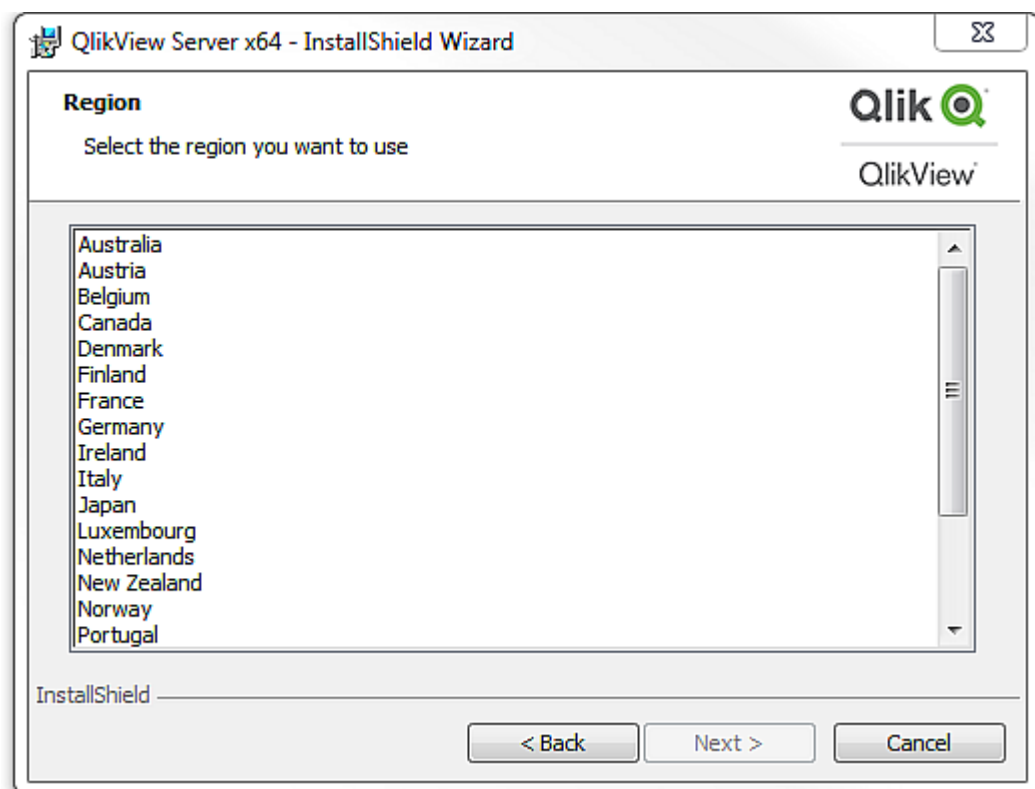 QlikView Server x64 - InstallShield Wizard
Region
Select the region you want to use
Qlik
QlikView
Australia
Austria
Belgium
Canada
Denmark
Finland
France
Germany
Ireland
Italy
Japan
Luxembourg
Netherlands
New Zealand
Norway
Portugal
InstallShield
< Back
Next >
Cancel